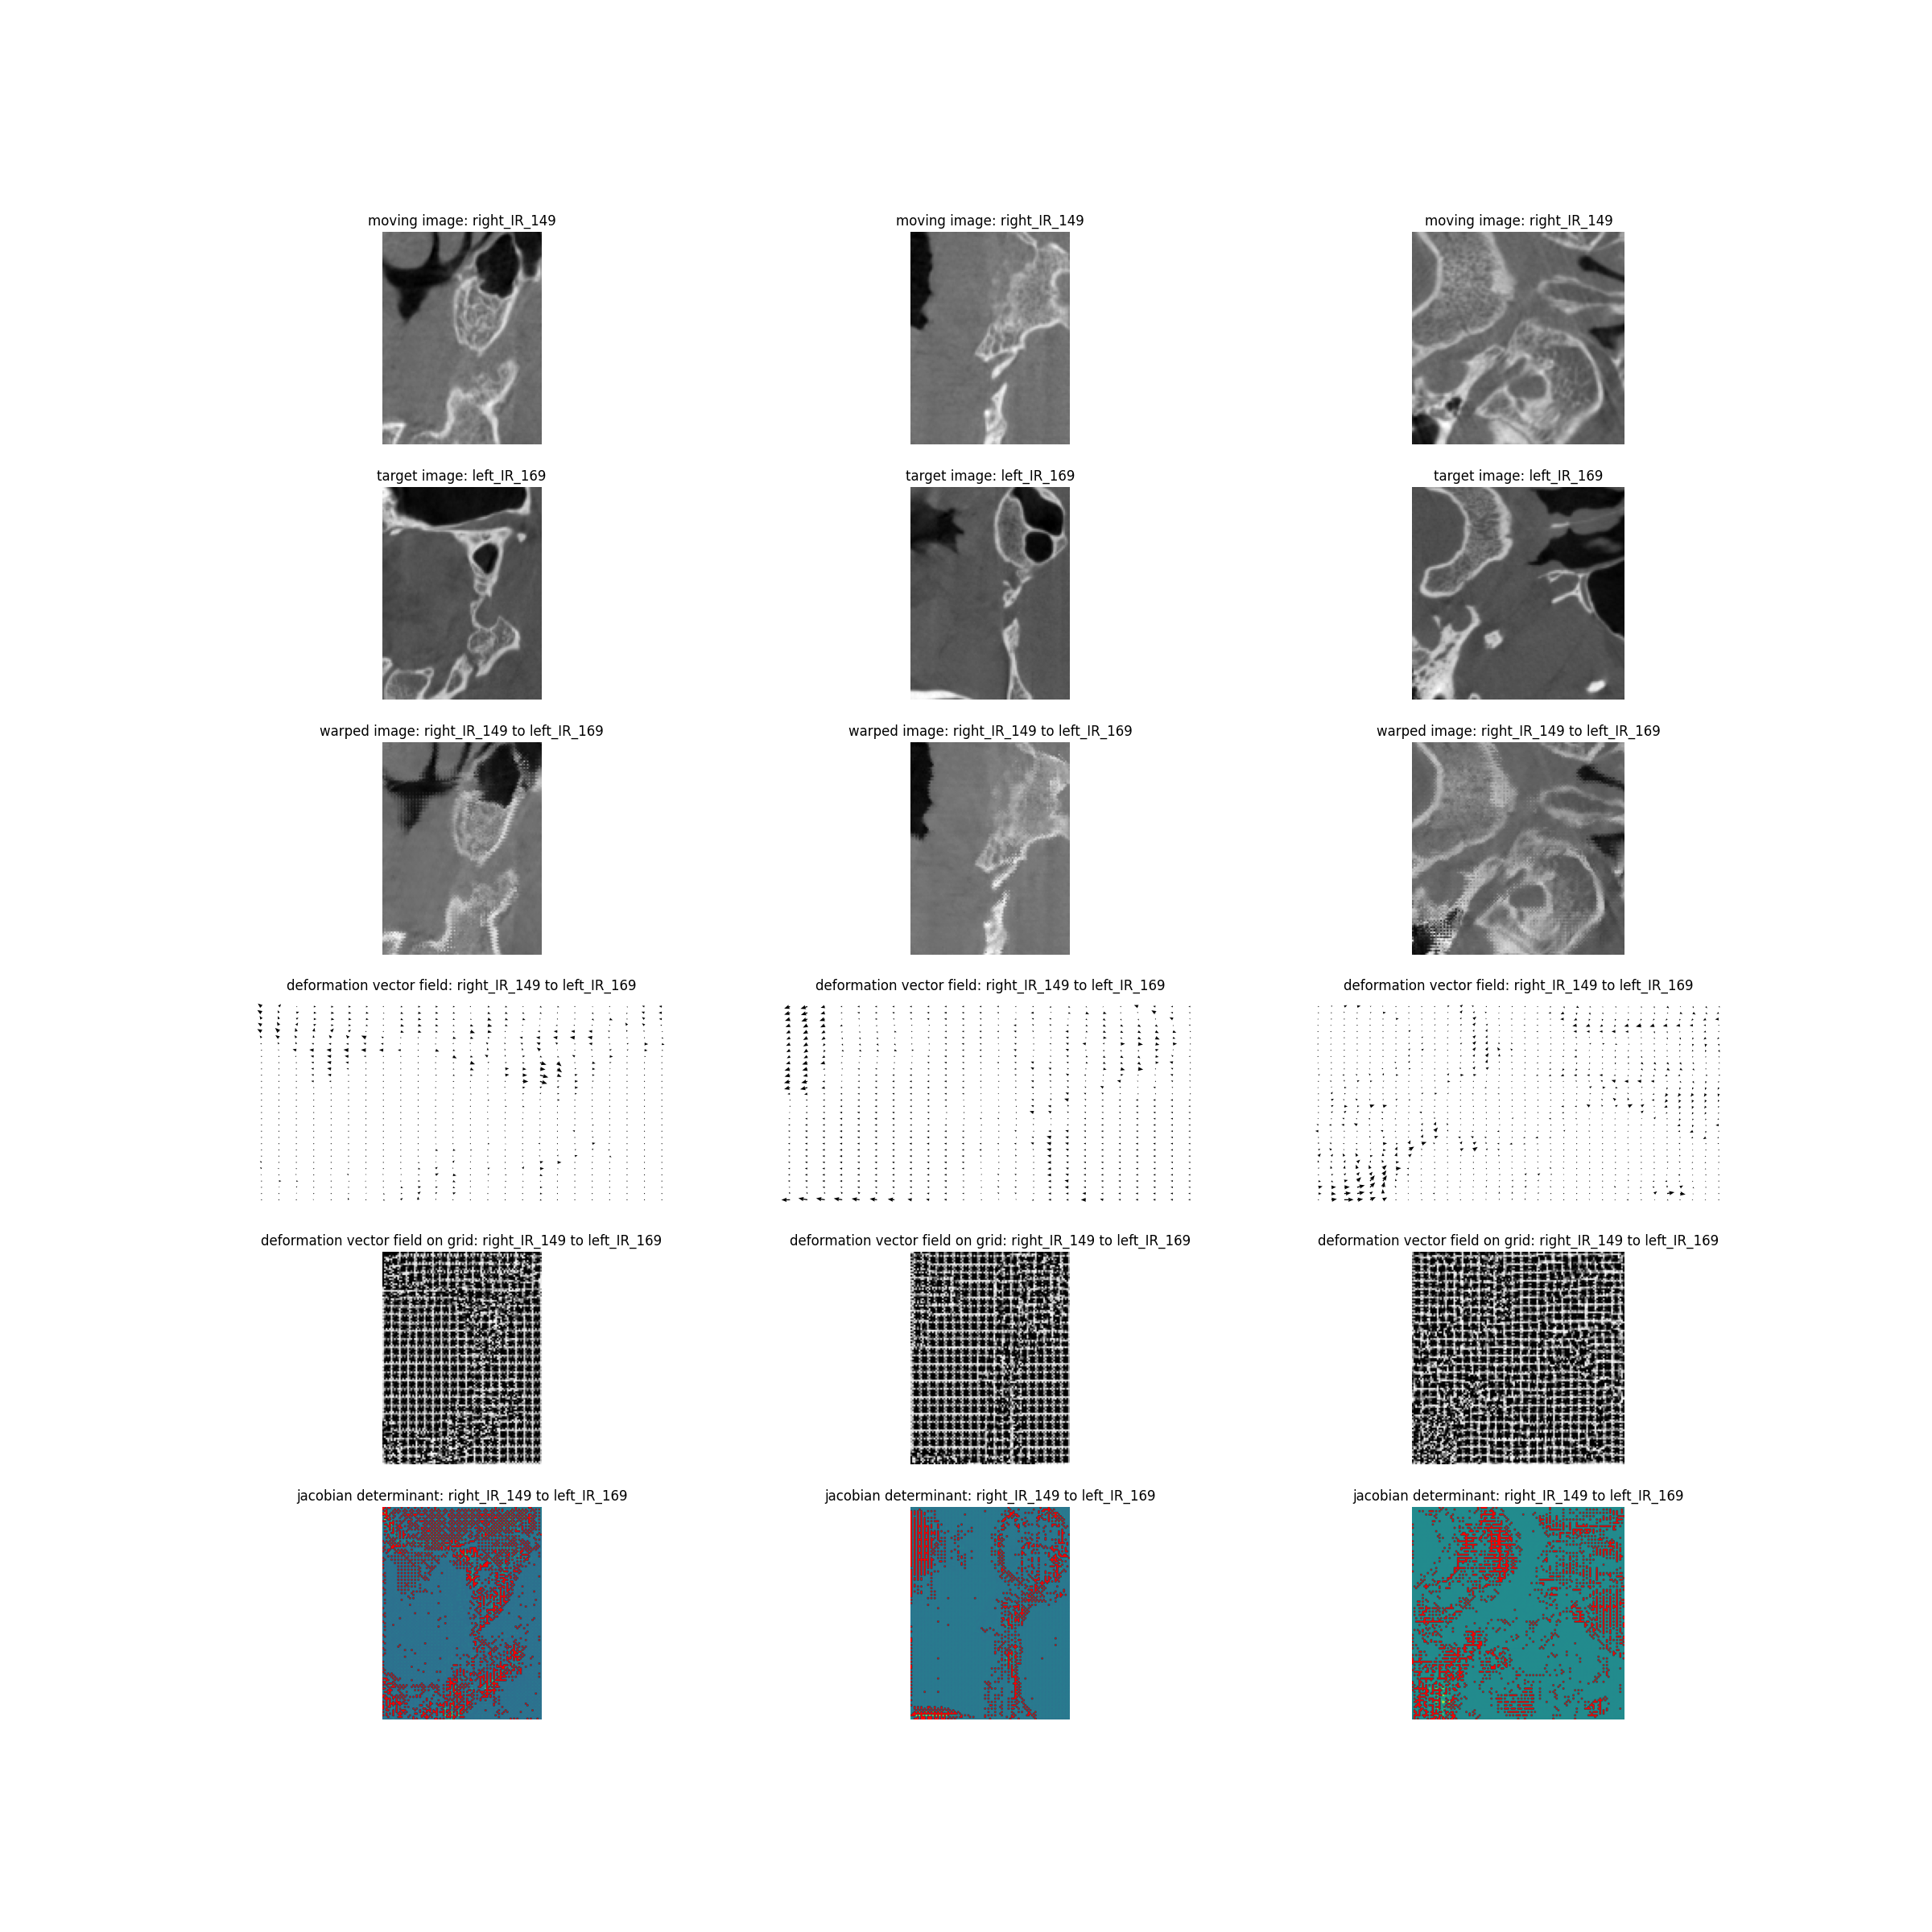 moving image: right_IR_149
moving image: right_IR_149
moving image: right_IR_149
target image: left_IR_169
target image: left_IR_169
target image: left_IR_169
warped image: right_IR_149 to left_IR_169
warped image: right_IR_149 to left_IR_169
warped image: right_IR_149 to left_IR_169
deformation vector field: right_IR_149 to left_IR_169
deformation vector field: right_IR_149 to left_IR_169
deformation vector field: right_IR_149 to left_IR_169
deformation vector field on grid: right_IR_149 to left_IR_169
deformation vector field on grid: right_IR_149 to left_IR_169
deformation vector field on grid: right_IR_149 to left_IR_169
jacobian determinant: right_IR_149 to left_IR_169
jacobian determinant: right_IR_149 to left_IR_169
jacobian determinant: right_IR_149 to left_IR_169